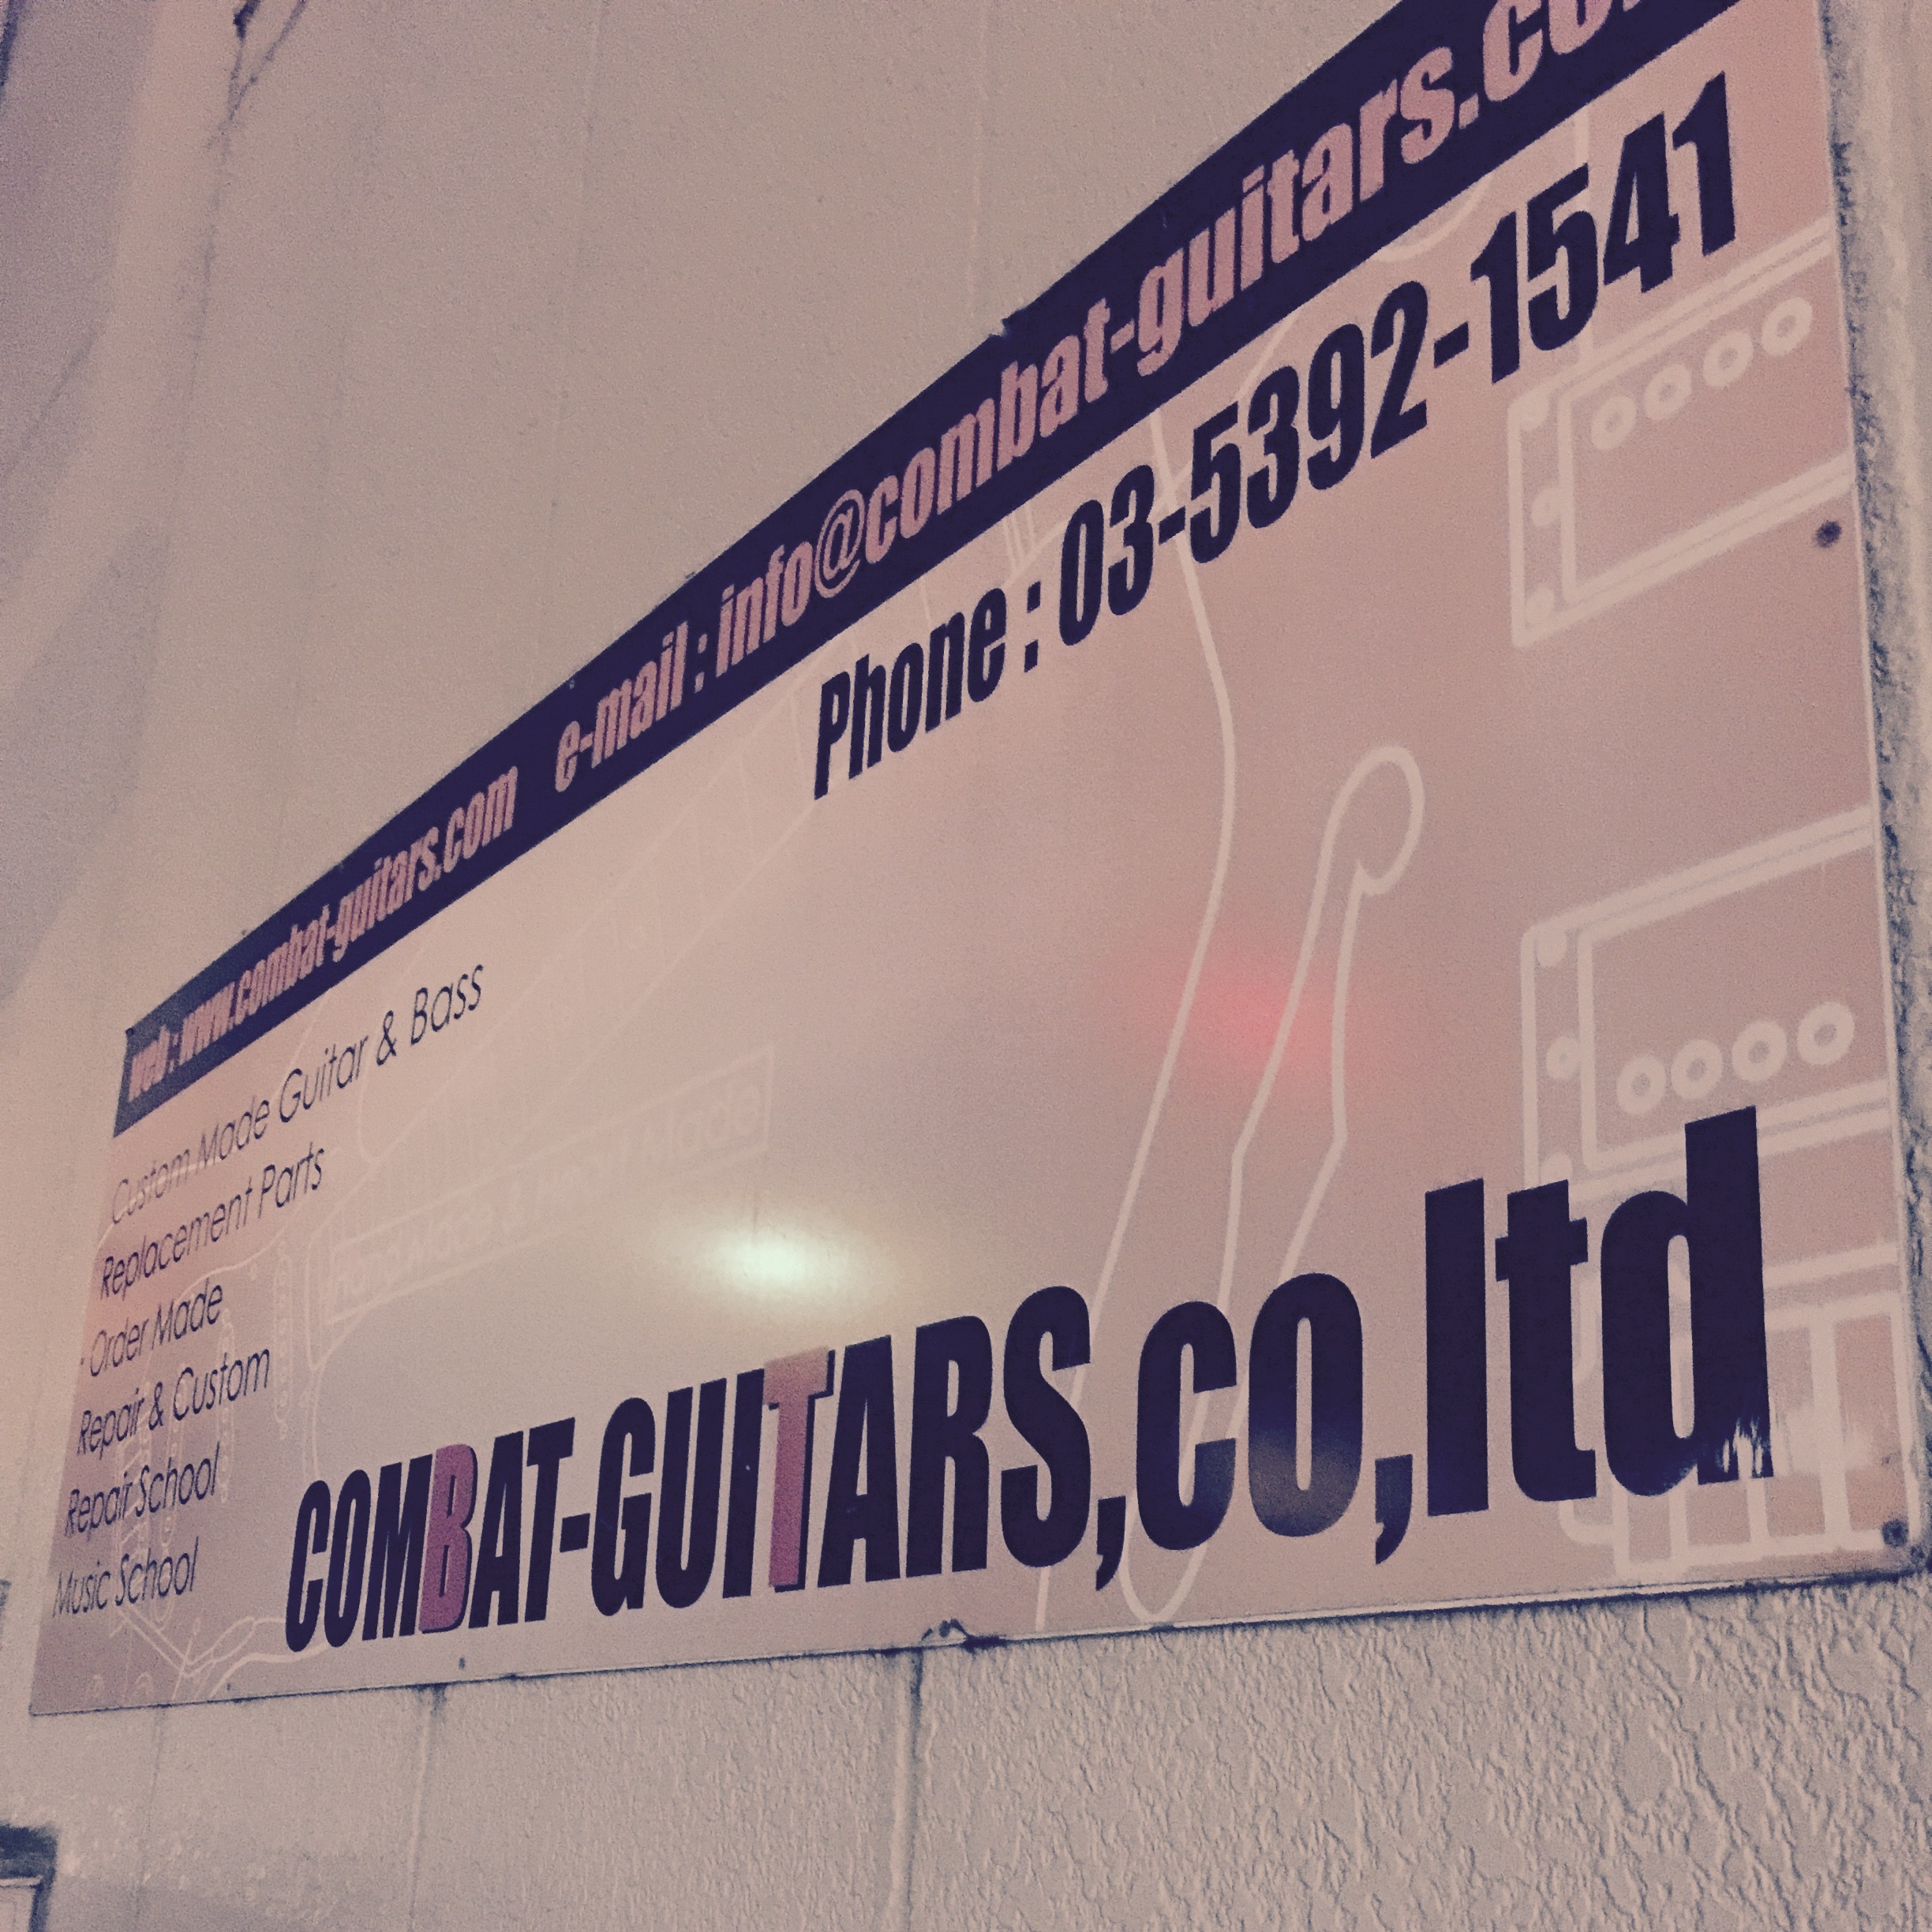 web : www.combat-guitars.com e-mail : info@combat-guitars.co
Phone : 03-5392-1541
Custom Made Guitar & Bass
Replacement Parts
Order Made
Repair & Custom
Repair School
Music School
COMBAT-GUITARS,co,ltd